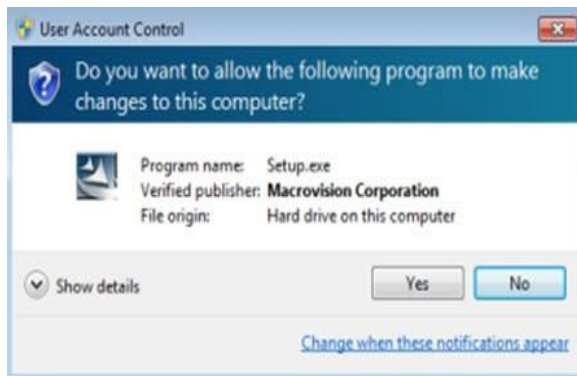 User Account Control
Do you want to allow the following program to make
changes to this computer?
Program name: Setup.exe
Verified publisher: Macrovision Corporation
File origin: Hard drive on this computer
Show details
Yes No
Change when these notifications appear